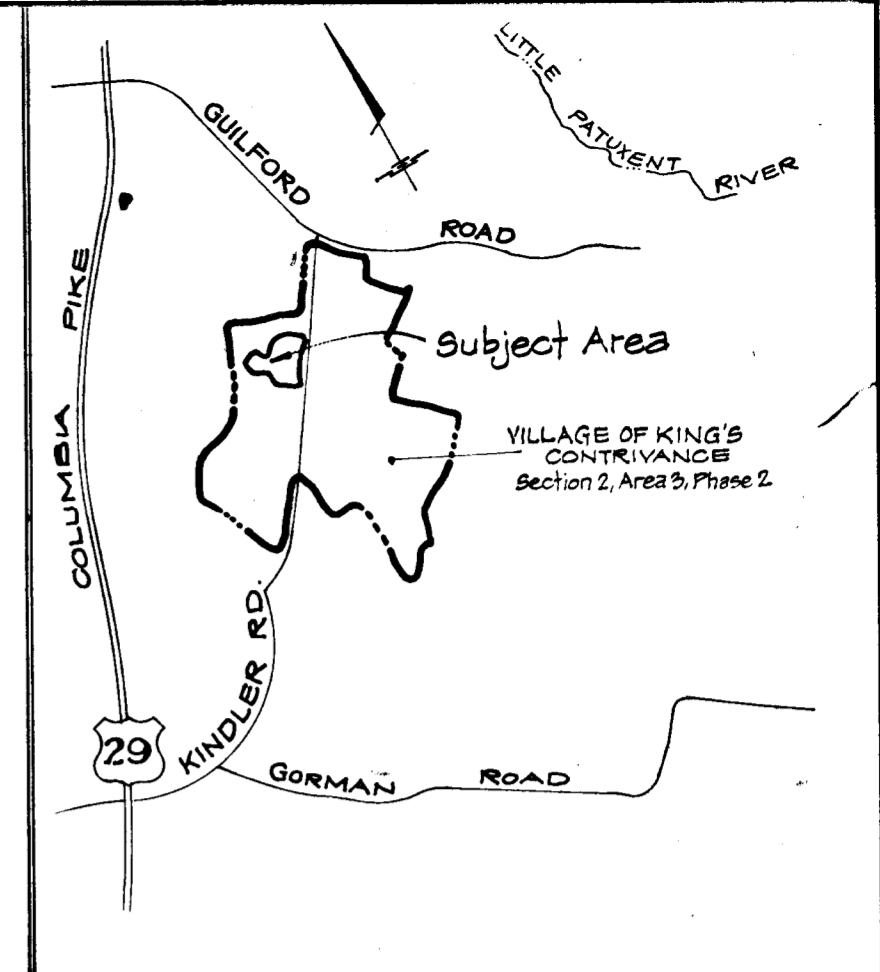 LITTLE
PATUXENT
RIVER
GUILFORD
ROAD
COLUMBIA PIKE
Subject Area
VILLAGE OF KING'S
CONTRIVANCE
Section 2, Area 3, Phase 2
KINDLER RD.
29
GORMAN ROAD